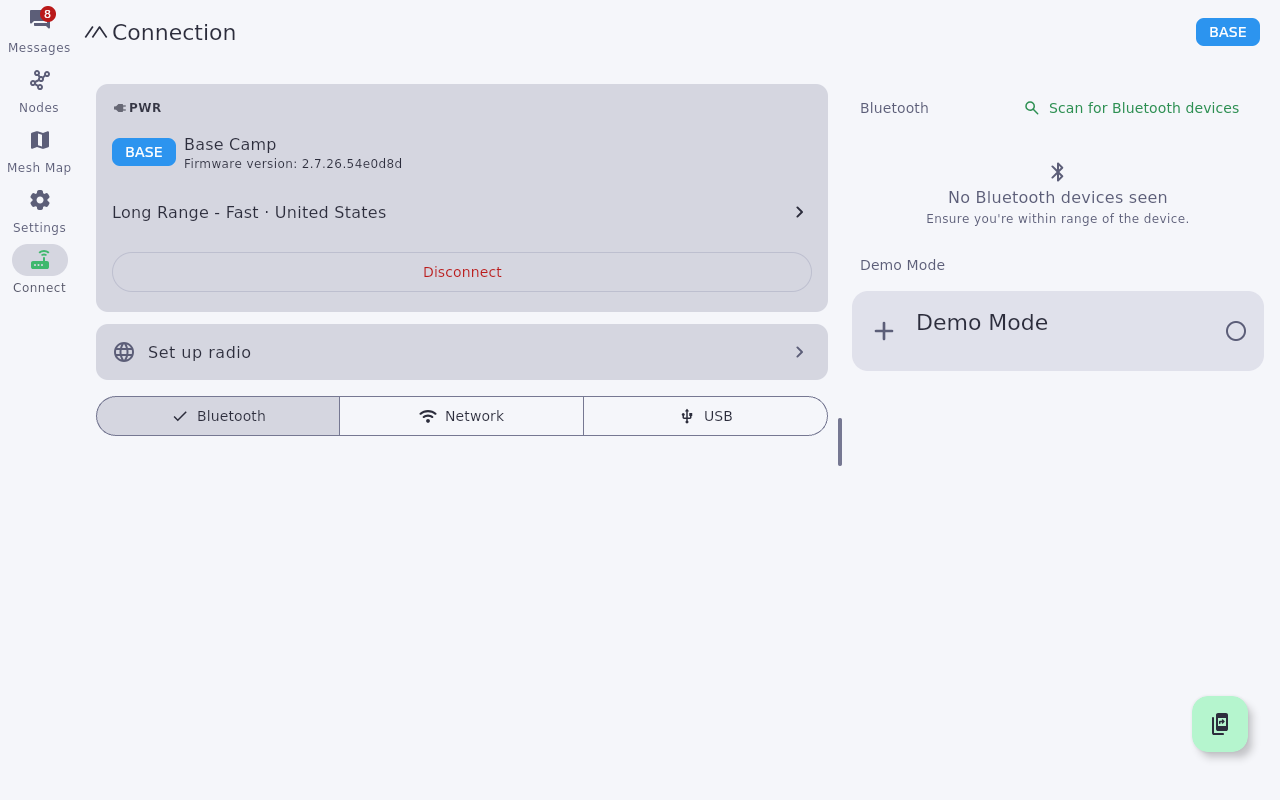 8
Messages
Nodes
Mesh Map
Settings
Connect
Connection
BASE
PWR
BASE
Base Camp
Firmware version: 2.7.26.54e0d8d
Long Range - Fast · United States
Disconnect
Set up radio
Bluetooth
Network
USB
Bluetooth
Scan for Bluetooth devices
No Bluetooth devices seen
Ensure you're within range of the device.
Demo Mode
Demo Mode